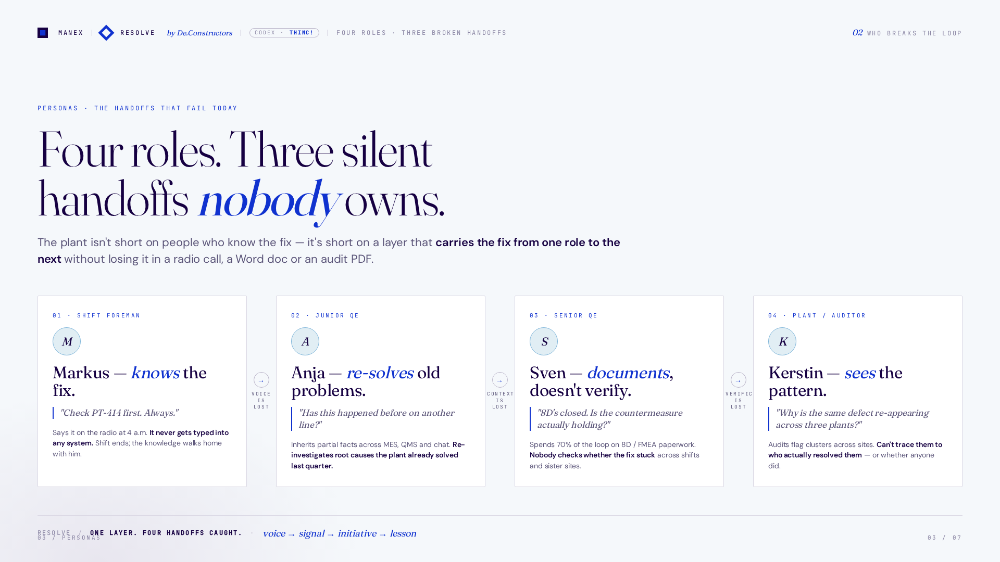 MANEX | RESOLVE by De.Constructors | CODEX · THINC! | FOUR ROLES · THREE BROKEN HANDOFFS
02 WHO BREAKS THE LOOP
PERSONAS · THE HANDOFFS THAT FAIL TODAY
Four roles. Three silent
handoffs nobody owns.
The plant isn't short on people who know the fix — it's short on a layer that carries the fix from one role to the
next without losing it in a radio call, a Word doc or an audit PDF.
01 · SHIFT FOREMAN
M
Markus — knows the
fix.
"Check PT-414 first. Always."
Says it on the radio at 4 a.m. It never gets typed into
any system. Shift ends; the knowledge walks home
with him.
→
VOICE
IS
LOST
02 · JUNIOR QE
A
Anja — re-solves old
problems.
"Has this happened before on another
line?"
Inherits partial facts across MES, QMS and chat. Re-
investigates root causes the plant already solved
last quarter.
→
CONTEXT
IS
LOST
03 · SENIOR QE
S
Sven — documents,
doesn't verify.
"8D's closed. Is the countermeasure
actually holding?"
Spends 70% of the loop on 8D / FMEA paperwork.
Nobody checks whether the fix stuck across shifts
and sister sites.
→
VERIFIC
IS
LOST
04 · PLANT / AUDITOR
K
Kerstin — sees the
pattern.
"Why is the same defect re-appearing
across three plants?"
Audits flag clusters across sites. Can't trace them to
who actually resolved them — or whether anyone
did.
RESOLVE / ONE LAYER. FOUR HANDOFFS CAUGHT. · voice → signal → initiative → lesson
03 / PERSONAS
03 / 07